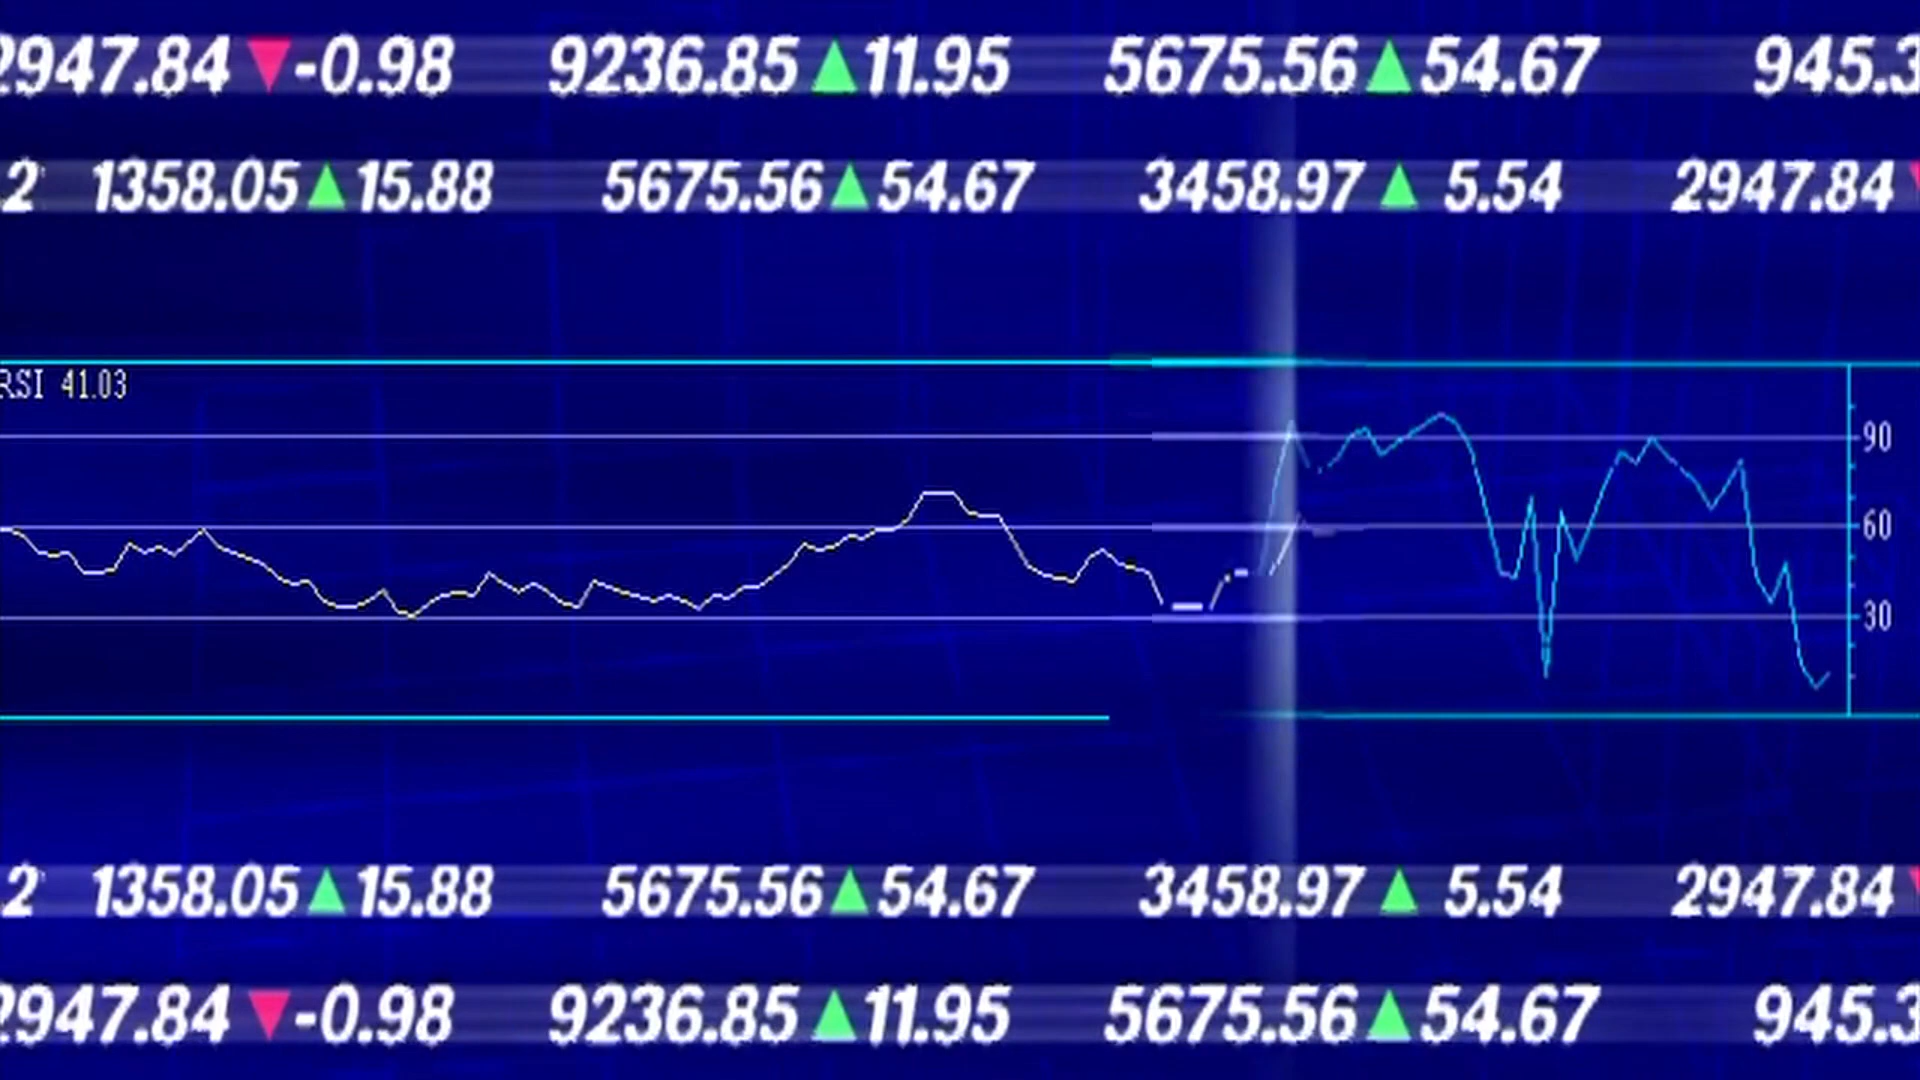 2947.84 ▼-0.98 9236.85 ▲11.95 5675.56 ▲54.67 945.3
.2 1358.05 ▲15.88 5675.56 ▲54.67 3458.97 ▲ 5.54 2947.84
RSI 41.03
90
60
30
.2 1358.05 ▲15.88 5675.56 ▲54.67 3458.97 ▲ 5.54 2947.84
2947.84 ▼-0.98 9236.85 ▲11.95 5675.56 ▲54.67 945.3